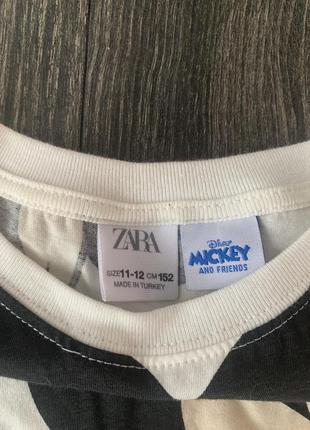 ZARA
SIZE 11-12 CM 152
MADE IN TURKEY
Disney
MICKEY
AND FRIENDS